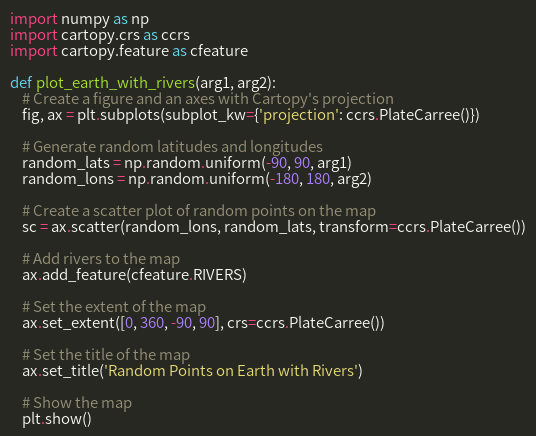 import numpy as np
import cartopy.crs as ccrs
import cartopy.feature as cfeature
def plot_earth_with_rivers(arg1, arg2):
# Create a figure and an axes with Cartopy's projection
fig, ax = plt.subplots(subplot_kw={'projection': ccrs.PlateCarree()})
# Generate random latitudes and longitudes
random_lats = np.random.uniform(-90, 90, arg1)
random_lons = np.random.uniform(-180, 180, arg2)
# Create a scatter plot of random points on the map
sc = ax.scatter(random_lons, random_lats, transform=ccrs.PlateCarree())
# Add rivers to the map
ax.add_feature(cfeature.RIVERS)
# Set the extent of the map
ax.set_extent([0, 360, -90, 90], crs=ccrs.PlateCarree())
# Set the title of the map
ax.set_title('Random Points on Earth with Rivers')
# Show the map
plt.show()